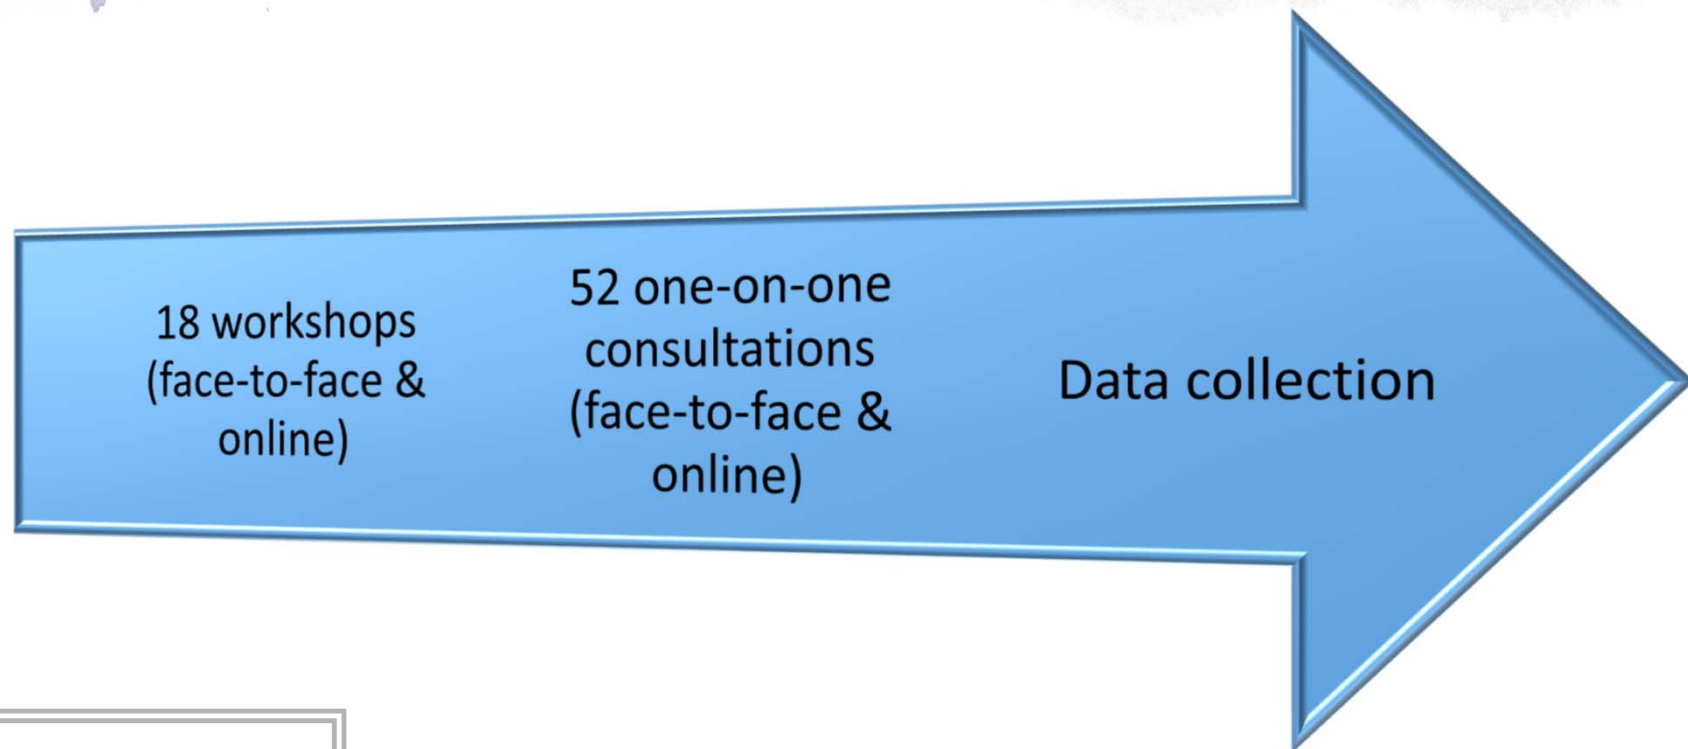 18 workshops
(face-to-face &
online)
52 one-on-one
consultations
(face-to-face &
online)
Data collection